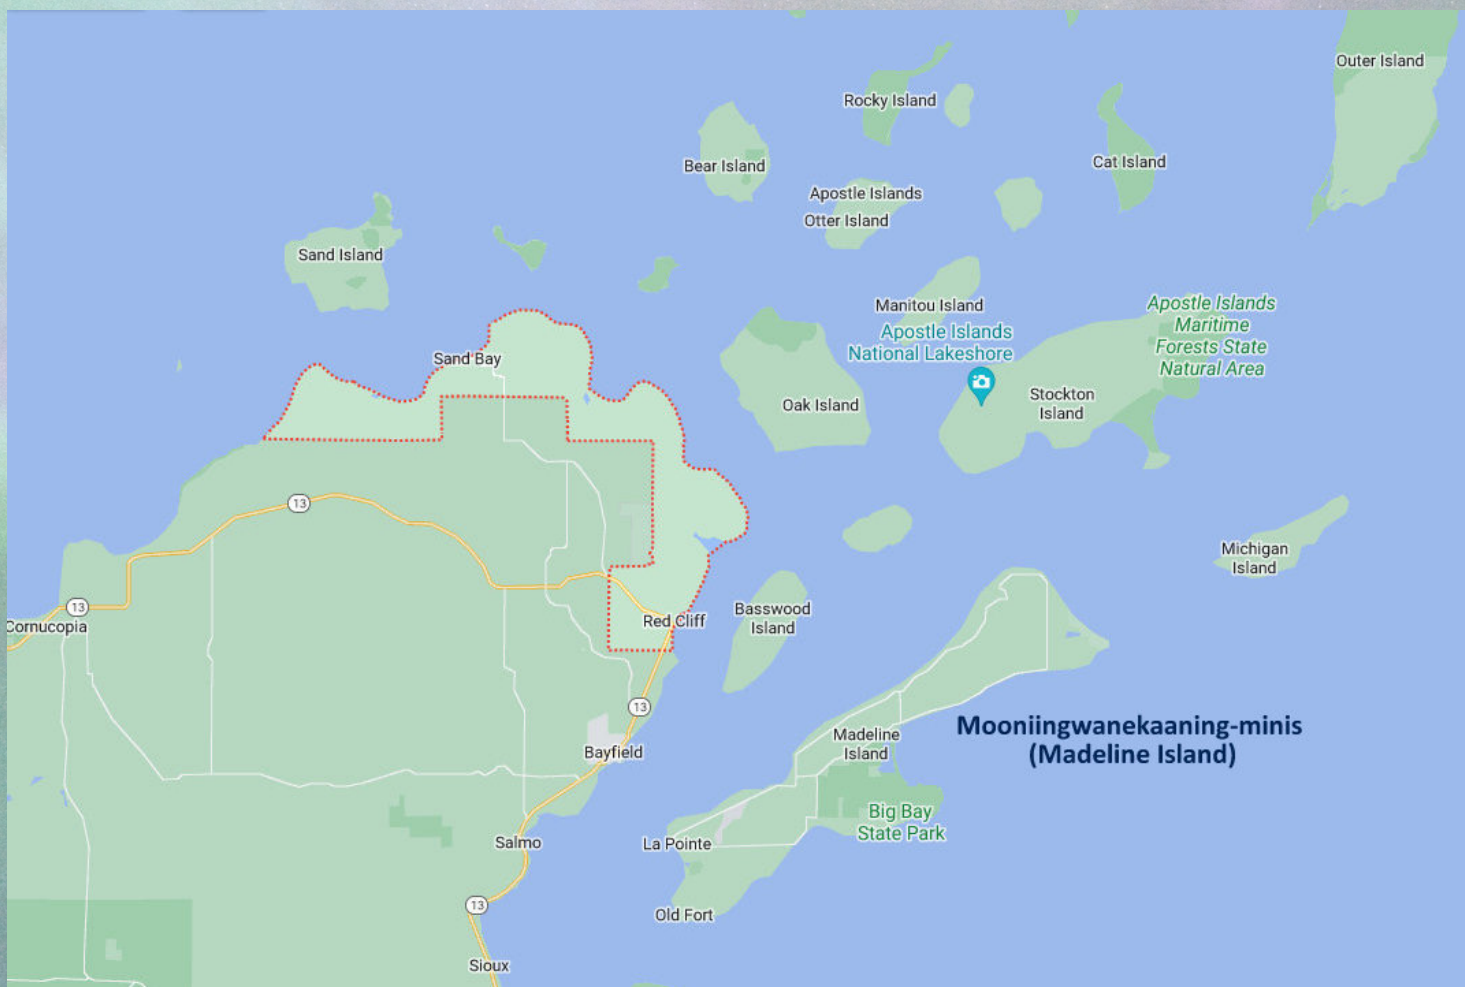 Outer Island
Rocky Island
Bear Island
Cat Island
Apostle Islands
Otter Island
Sand Island
Manitou Island
Apostle Islands
Maritime
Forests State
Natural Area
Apostle Islands
National Lakeshore
Sand Bay
Oak Island
Stockton
Island
13
Michigan
Island
13
Cornucopia
Red Cliff
Basswood
Island
13
Bayfield
Madeline
Island
Mooniingwanekaaning-minis
(Madeline Island)
Big Bay
State Park
Salmo
La Pointe
13
Old Fort
Sioux